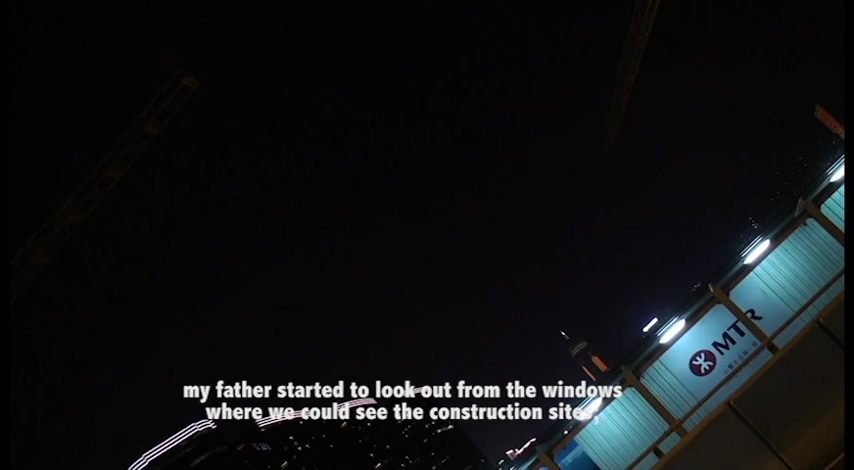 MTR
my father started to look out from the windows
where we could see the construction sites,